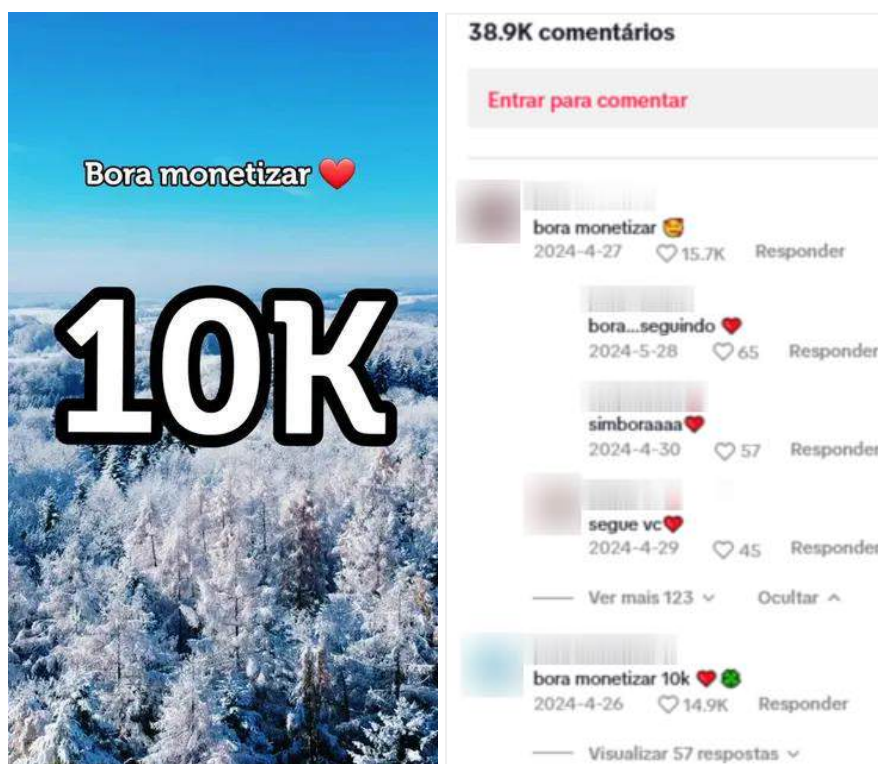 Bora monetizar ❤️
10K
38.9K comentários
Entrar para comentar
bora monetizar 🥰
2024-4-27 15.7K Responder
bora...seguindo ❤️
2024-5-28 65 Responder
simboraaaa❤️
2024-4-30 57 Responder
segue vc❤️
2024-4-29 45 Responder
Ver mais 123 Ocultar
bora monetizar 10k ❤️🍀
2024-4-26 14.9K Responder
Visualizar 57 respostas